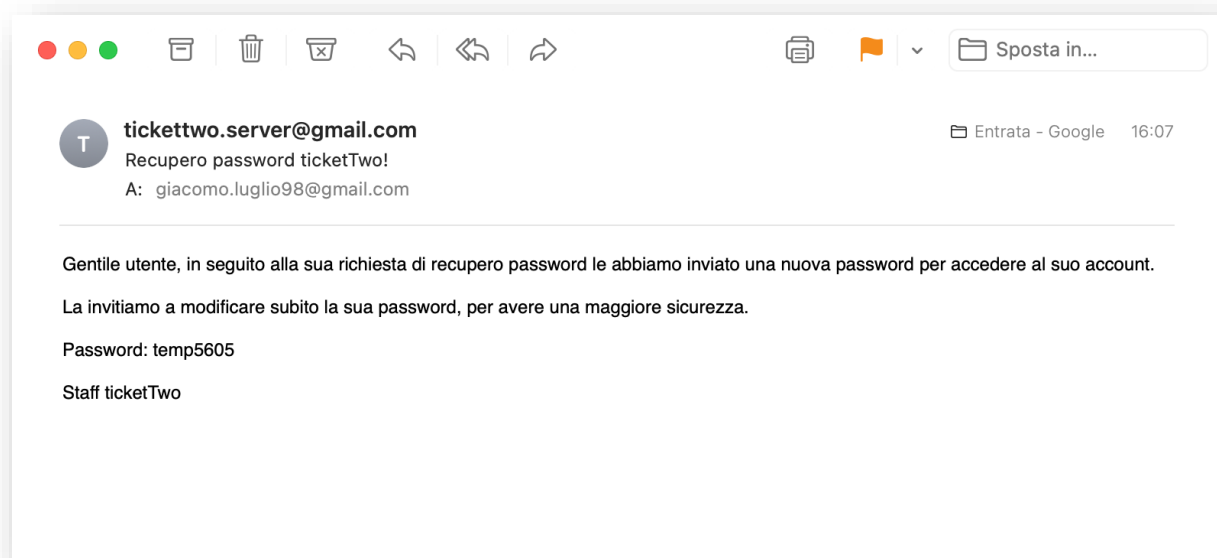 Sposta in...
T
tickettwo.server@gmail.com
Entrata - Google 16:07
Recupero password ticketTwo!
A: giacomo.luglio98@gmail.com
Gentile utente, in seguito alla sua richiesta di recupero password le abbiamo inviato una nuova password per accedere al suo account.
La invitiamo a modificare subito la sua password, per avere una maggiore sicurezza.
Password: temp5605
Staff ticketTwo